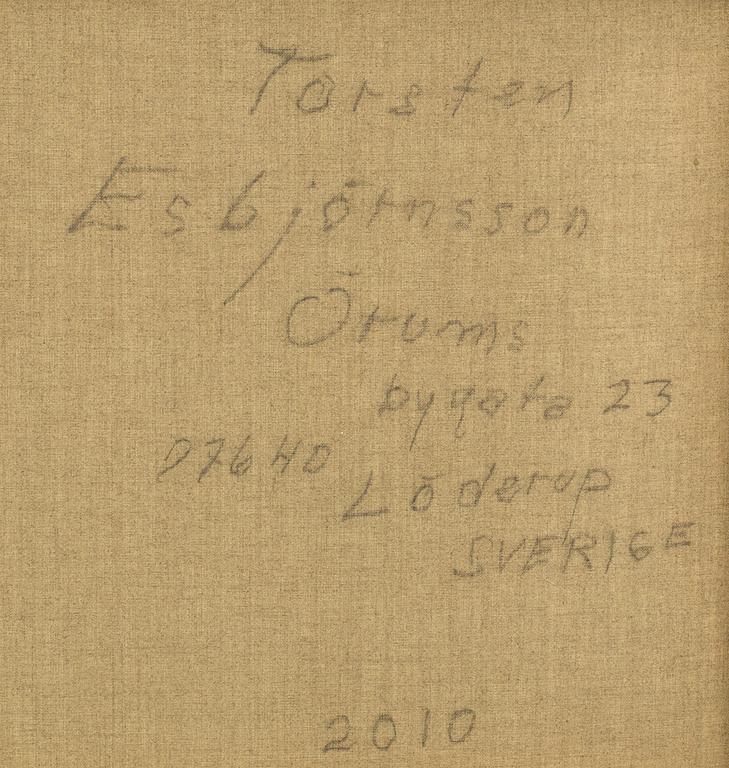 Torsten
Esbjörnsson
Örums
bygata 23
27640 Löderup
SVERIGE
2010